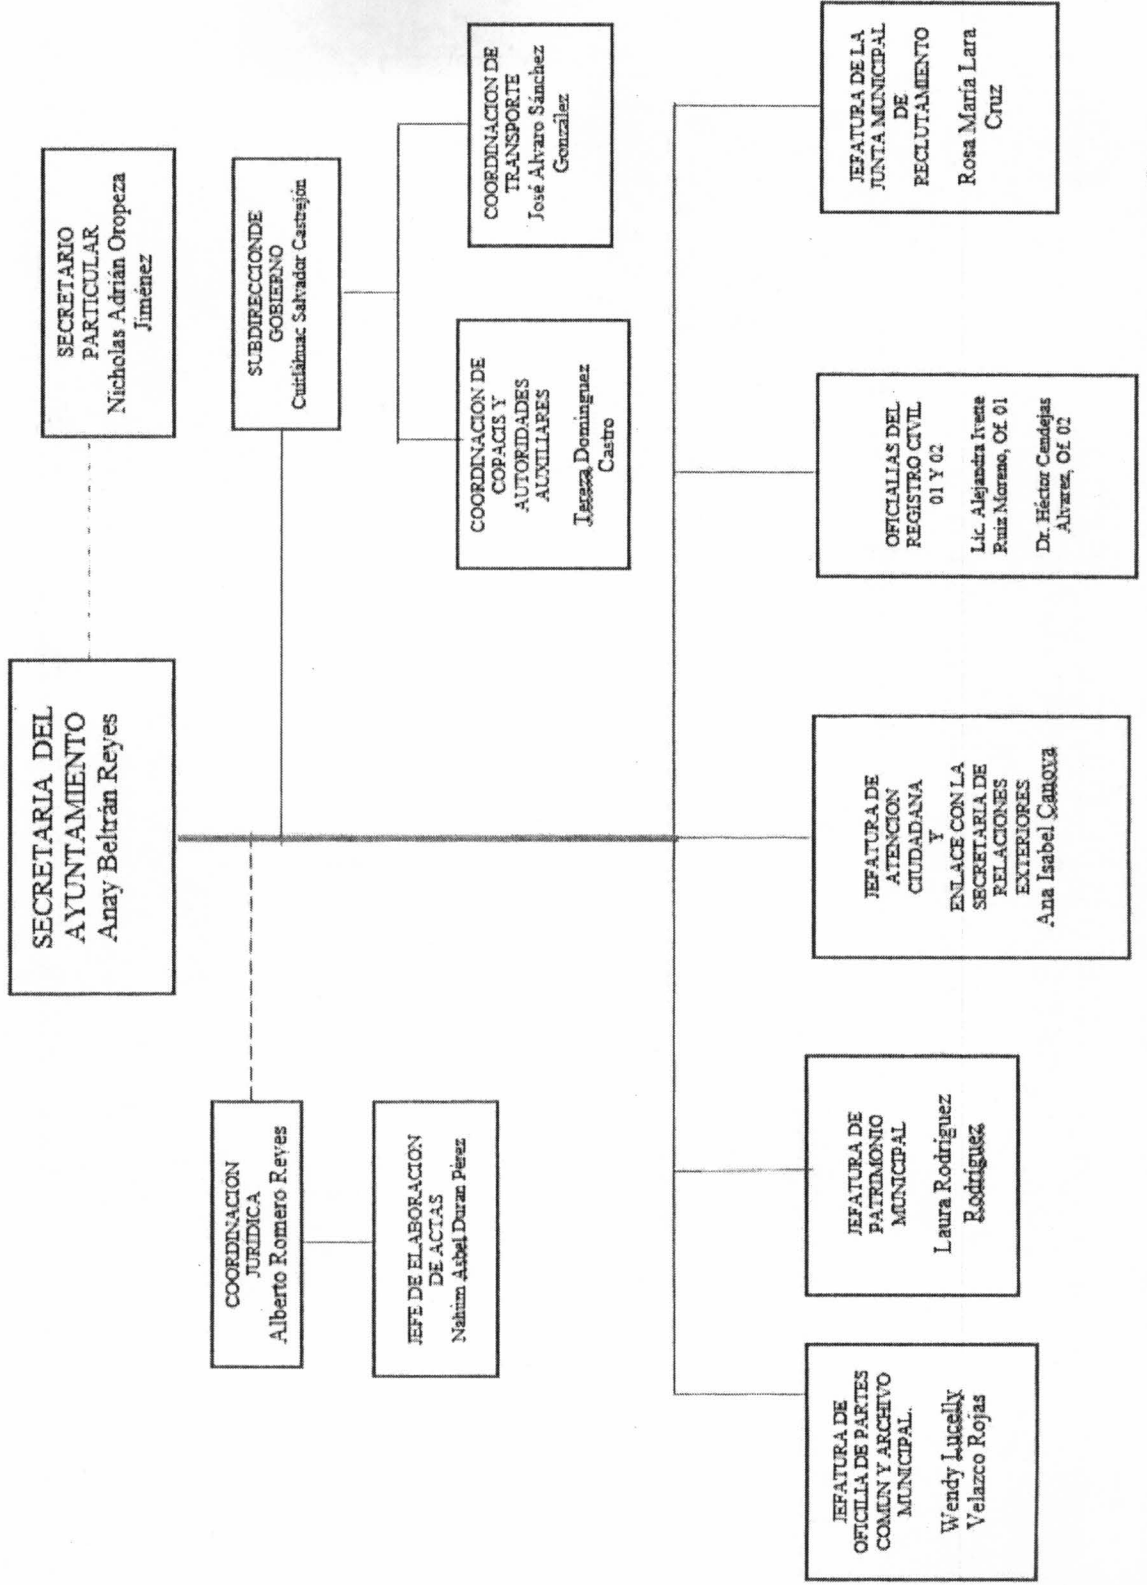 SECRETARIA DEL
AYUNTAMIENTO
Anay Beltrán Reyes
SECRETARIO
PARTICULAR
Nicholas Adrián Oropeza
Jiménez
COORDINACION
JURIDICA
Alberto Romero Reyes
SUBDIRECCIONDE
GOBIERNO
Cuitláhuac Salvador Castrejón
JEFE DE ELABORACION
DE ACTAS
Nahúm Asbel Duran Pérez
COORDINACION DE
COPACIS Y
AUTORIDADES
AUXILIARES
Tereza Dominguez
Castro
COORDINACION DE
TRANSPORTE
José Alvaro Sánchez
González
JEFATURA DE
OFICILIA DE PARTES
COMUN Y ARCHIVO
MUNICIPAL.
Wendy Lucelly
Velazco Rojas
JEFATURA DE
PATRIMONIO
MUNICIPAL
Laura Rodríguez
Rodríguez
JEFATURA DE
ATENCION
CIUDADANA
Y
ENLACE CON LA
SECRETARIA DE
RELACIONES
EXTERIORES
Ana Isabel Canova
OFICIALIAS DEL
REGISTRO CIVIL
01 Y 02
Lic. Alejandra Ivette
Ruiz Moreno, Of. 01
Dr. Héctor Cendejas
Alvarez, Of. 02
JEFATURA DE LA
JUNTA MUNICIPAL
DE
RECLUTAMIENTO
Rosa María Lara
Cruz